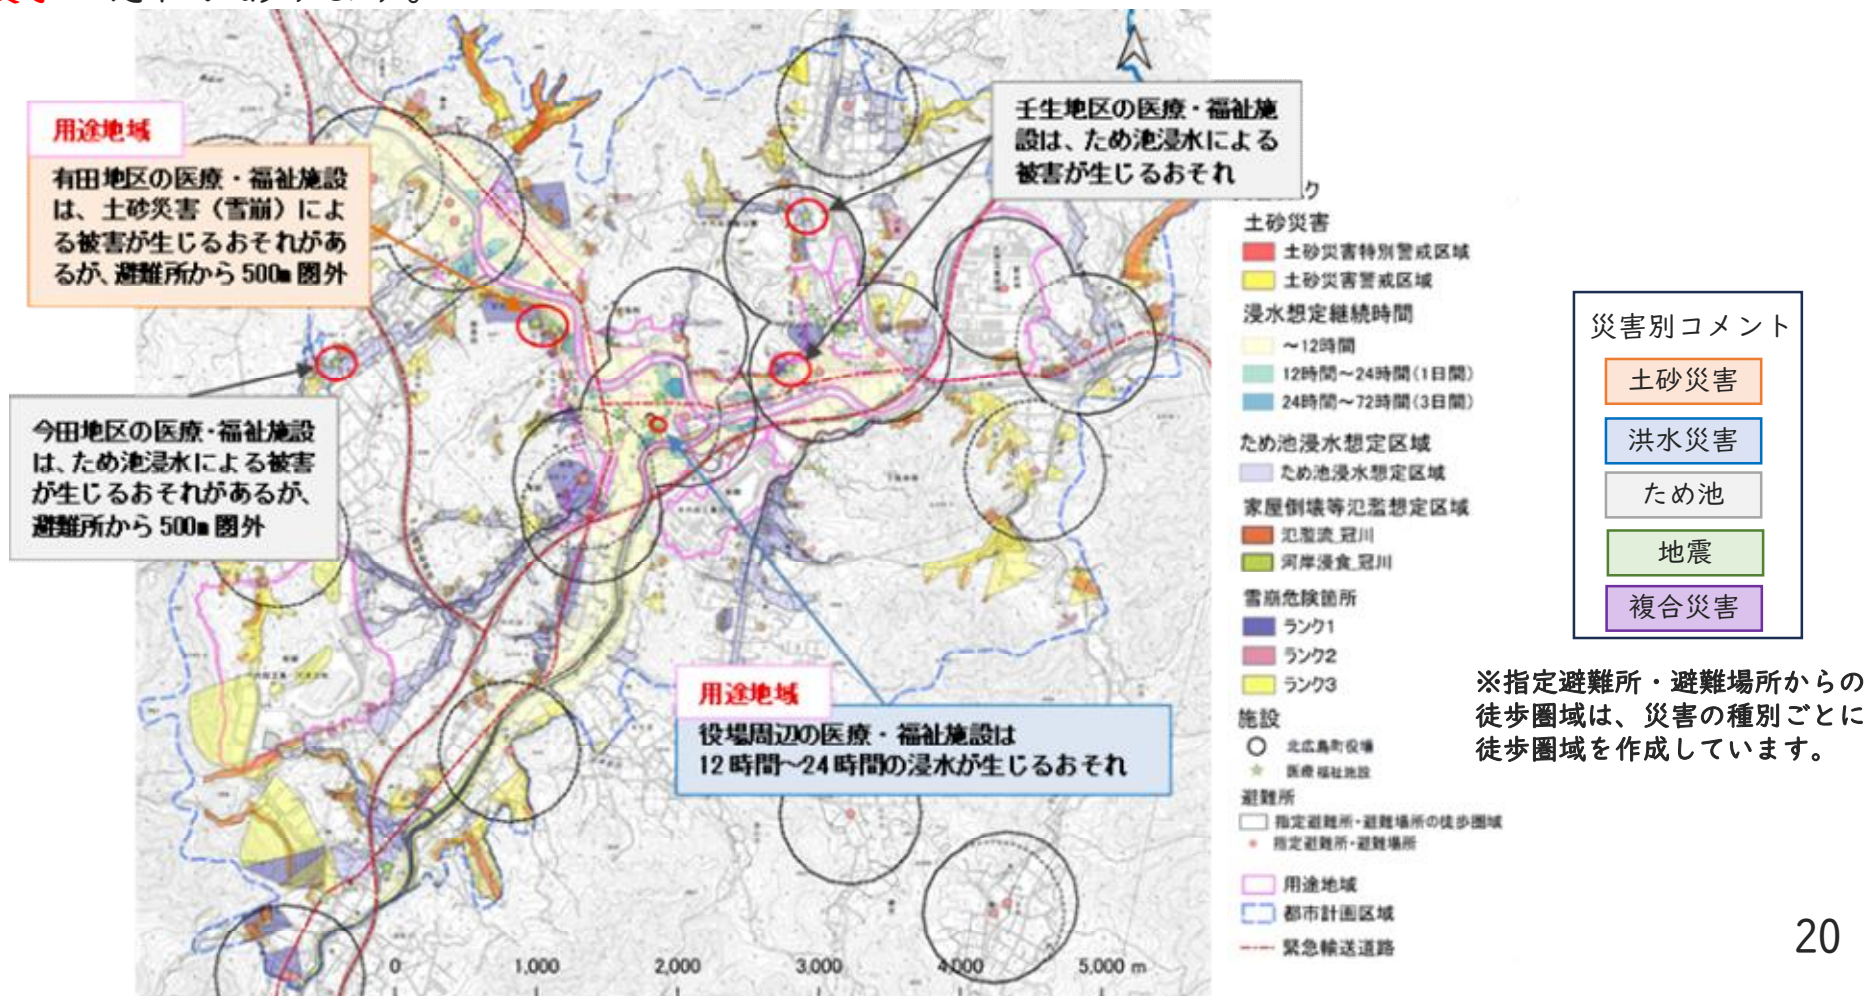 用途地域
有田地区の医療・福祉施設
は、土砂災害（雪崩）によ
る被害が生じるおそれがあ
るが、避難所から500m圏外
壬生地区の医療・福祉施
設は、ため池浸水による
被害が生じるおそれ
今田地区の医療・福祉施設
は、ため池浸水による被害
が生じるおそれがあるが、
避難所から500m圏外
用途地域
役場周辺の医療・福祉施設は
12時間～24時間の浸水が生じるおそれ
0 1,000 2,000 3,000 4,000 5,000 m
土砂災害
土砂災害特別警戒区域
土砂災害警戒区域
浸水想定継続時間
～12時間
12時間～24時間(1日間)
24時間～72時間(3日間)
ため池浸水想定区域
ため池浸水想定区域
家屋倒壊等氾濫想定区域
氾濫流_冠川
河岸浸食_冠川
雪崩危険箇所
ランク1
ランク2
ランク3
施設
北広島町役場
医療福祉施設
避難所
指定避難所・避難場所の徒歩圏域
指定避難所・避難場所
用途地域
都市計画区域
緊急輸送道路
災害別コメント
土砂災害
洪水災害
ため池
地震
複合災害
※指定避難所・避難場所からの
徒歩圏域は、災害の種別ごとに
徒歩圏域を作成しています。
20